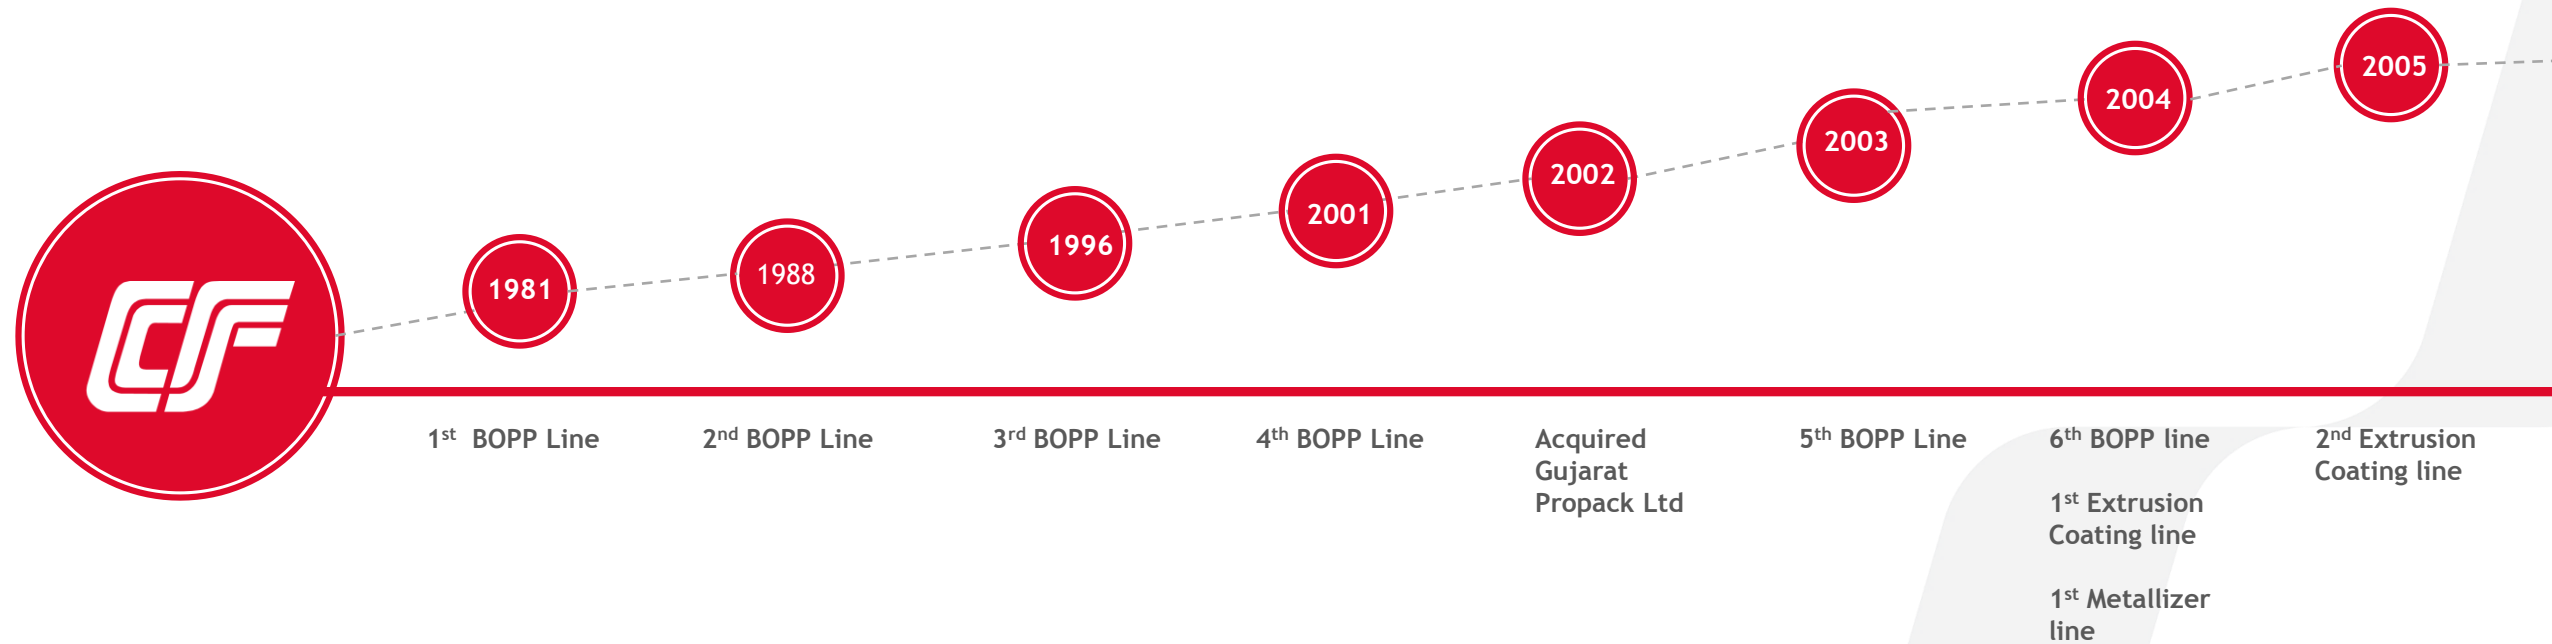 CF
1981
1988
1996
2001
2002
2003
2004
2005
1st BOPP Line
2nd BOPP Line
3rd BOPP Line
4th BOPP Line
Acquired
Gujarat
Propack Ltd
5th BOPP Line
6th BOPP line
1st Extrusion
Coating line
1st Metallizer
line
2nd Extrusion
Coating line